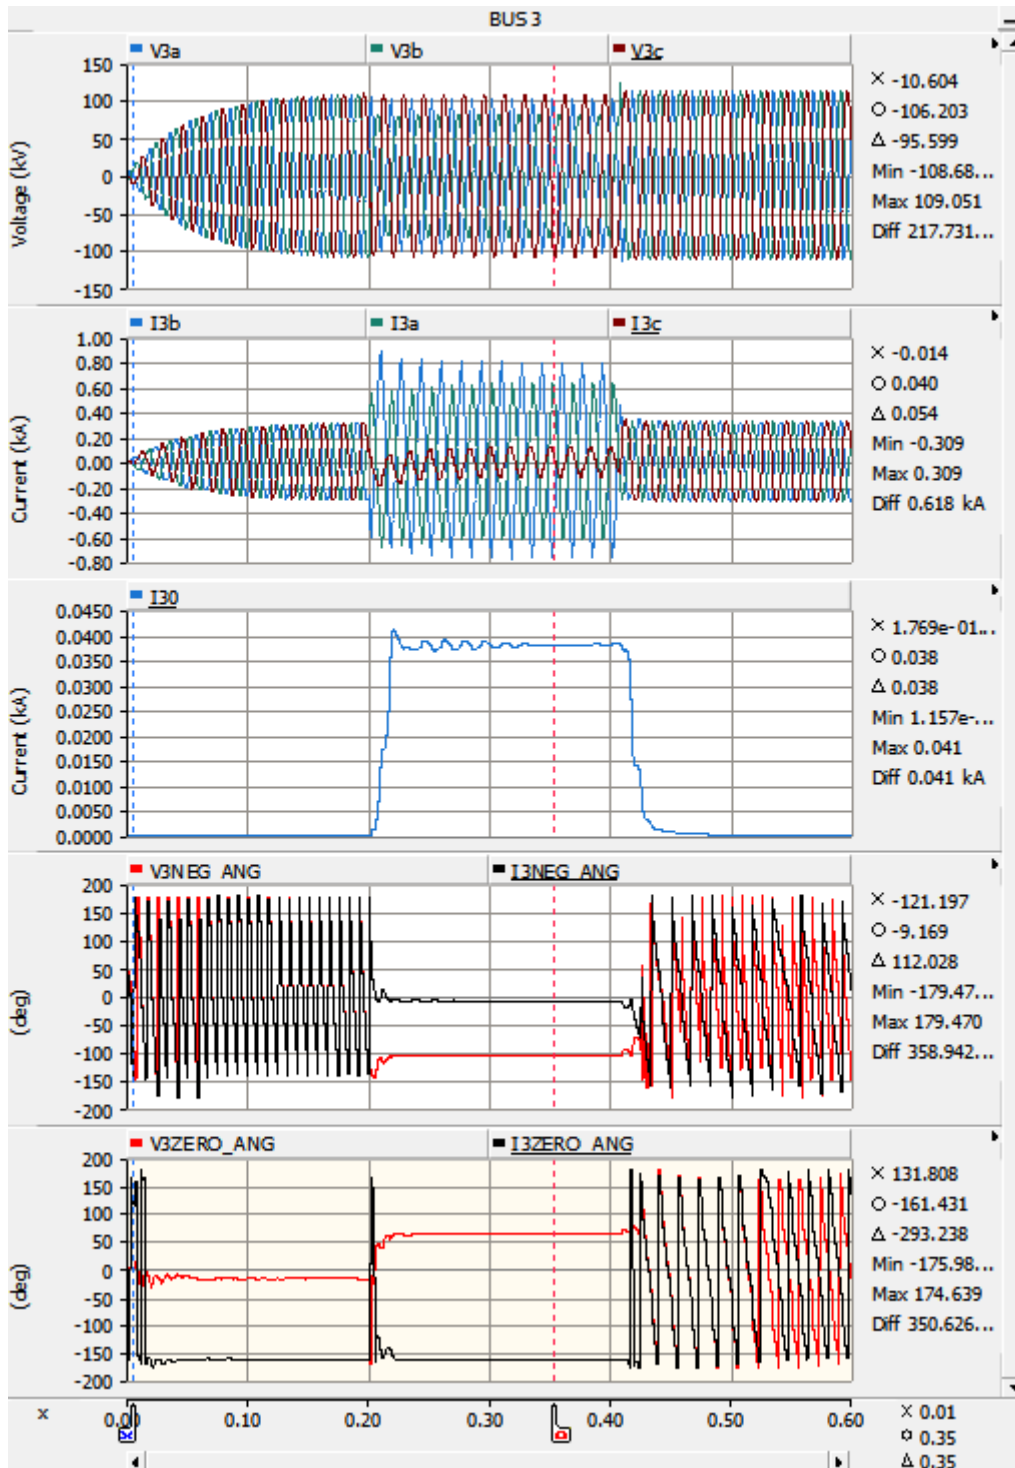 BUS 3
V3a V3b V3c
Voltage (kV)
150
100
50
0
-50
-100
-150
× -10.604
O -106.203
Δ -95.599
Min -108.68...
Max 109.051
Diff 217.731...
I3b I3a I3c
Current (kA)
1.00
0.80
0.60
0.40
0.20
0.00
-0.20
-0.40
-0.60
-0.80
× -0.014
O 0.040
Δ 0.054
Min -0.309
Max 0.309
Diff 0.618 kA
I30
Current (kA)
0.0450
0.0400
0.0350
0.0300
0.0250
0.0200
0.0150
0.0100
0.0050
0.0000
× 1.769e-01...
O 0.038
Δ 0.038
Min 1.157e-...
Max 0.041
Diff 0.041 kA
V3NEG_ANG I3NEG_ANG
(deg)
200
150
100
50
0
-50
-100
-150
-200
× -121.197
O -9.169
Δ 112.028
Min -179.47...
Max 179.470
Diff 358.942...
V3ZERO_ANG I3ZERO_ANG
(deg)
200
150
100
50
0
-50
-100
-150
-200
× 131.808
O -161.431
Δ -293.238
Min -175.98...
Max 174.639
Diff 350.626...
x 0.00 0.10 0.20 0.30 0.40 0.50 0.60
× 0.01
O 0.35
Δ 0.35